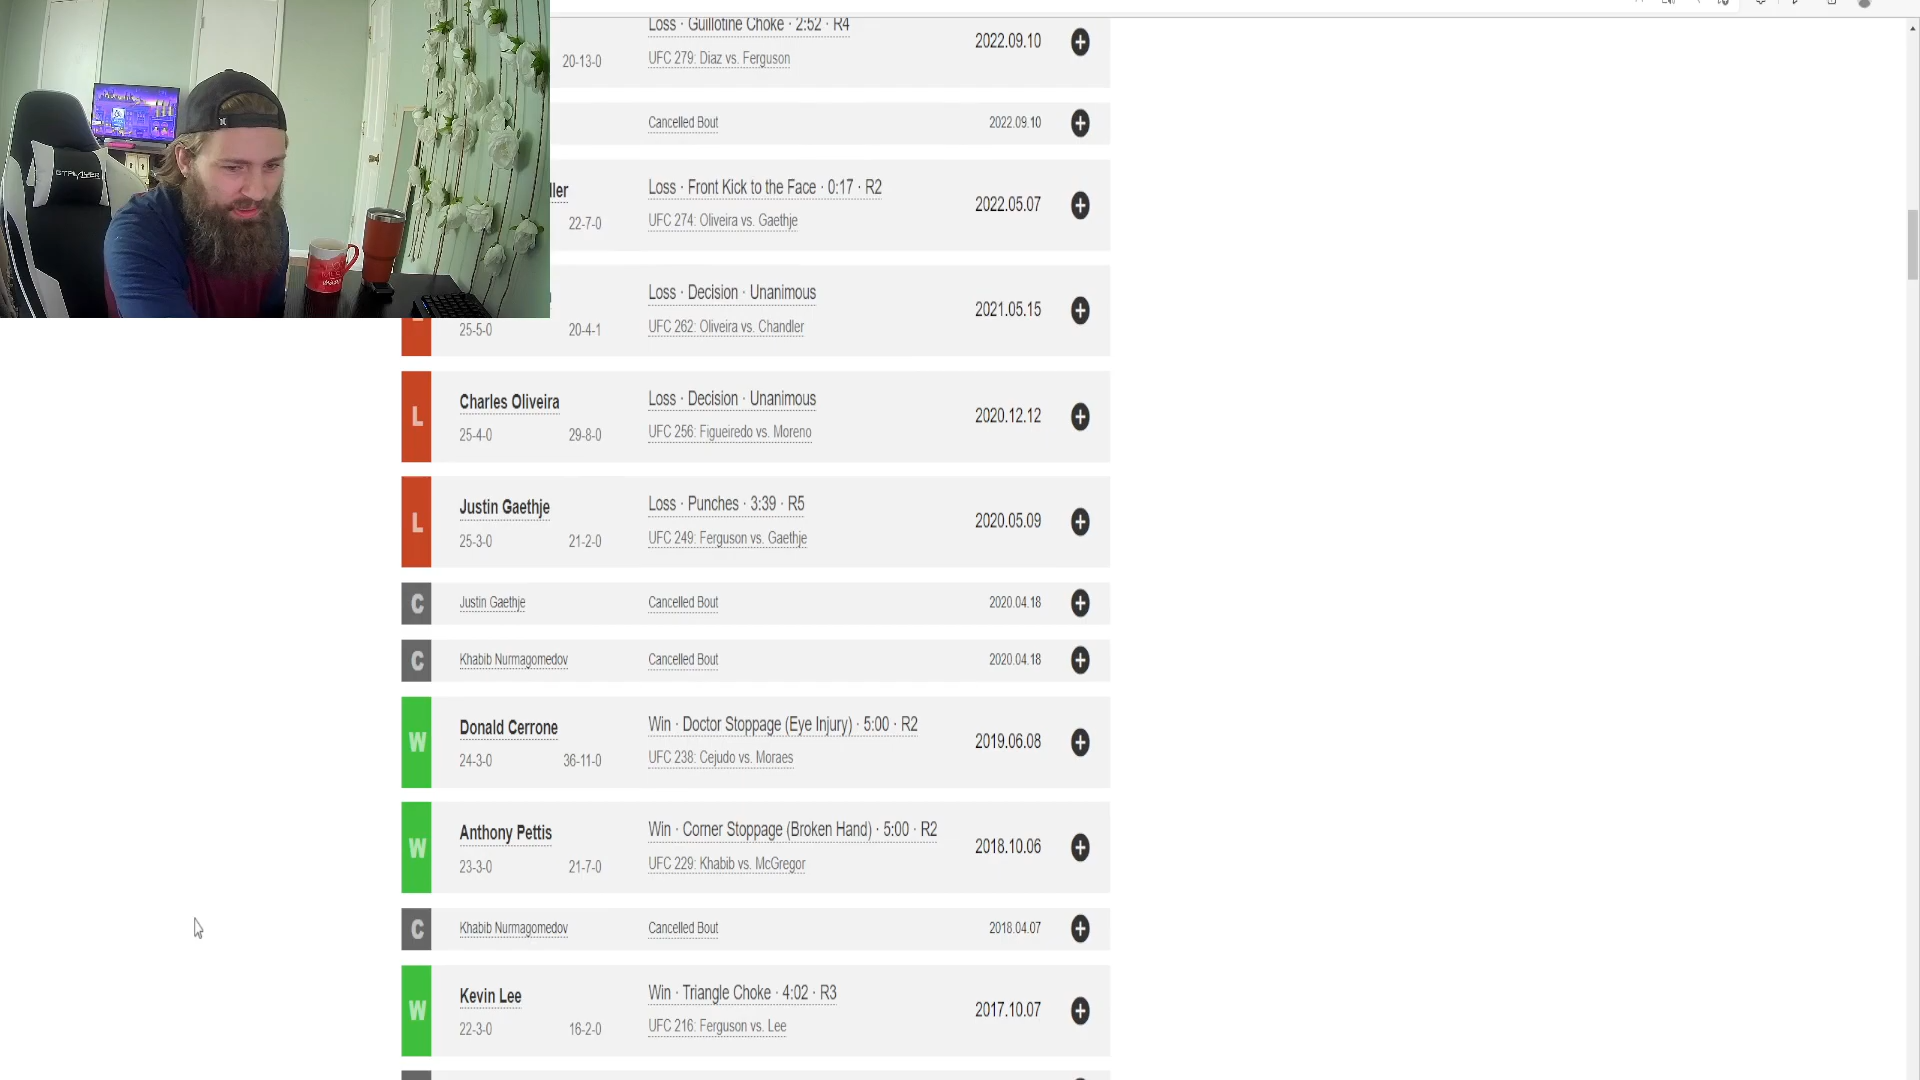 Loss · Guillotine Choke · 2:52 · R4
20-13-0
UFC 279: Diaz vs. Ferguson
2022.09.10
Cancelled Bout
2022.09.10
ller
Loss · Front Kick to the Face · 0:17 · R2
22-7-0
UFC 274: Oliveira vs. Gaethje
2022.05.07
Loss · Decision · Unanimous
25-5-0
20-4-1
UFC 262: Oliveira vs. Chandler
2021.05.15
L
Charles Oliveira
25-4-0
29-8-0
Loss · Decision · Unanimous
UFC 256: Figueiredo vs. Moreno
2020.12.12
L
Justin Gaethje
25-3-0
21-2-0
Loss · Punches · 3:39 · R5
UFC 249: Ferguson vs. Gaethje
2020.05.09
C
Justin Gaethje
Cancelled Bout
2020.04.18
C
Khabib Nurmagomedov
Cancelled Bout
2020.04.18
W
Donald Cerrone
24-3-0
36-11-0
Win · Doctor Stoppage (Eye Injury) · 5:00 · R2
UFC 238: Cejudo vs. Moraes
2019.06.08
W
Anthony Pettis
23-3-0
21-7-0
Win · Corner Stoppage (Broken Hand) · 5:00 · R2
UFC 229: Khabib vs. McGregor
2018.10.06
C
Khabib Nurmagomedov
Cancelled Bout
2018.04.07
W
Kevin Lee
22-3-0
16-2-0
Win · Triangle Choke · 4:02 · R3
UFC 216: Ferguson vs. Lee
2017.10.07
GTPLAYER